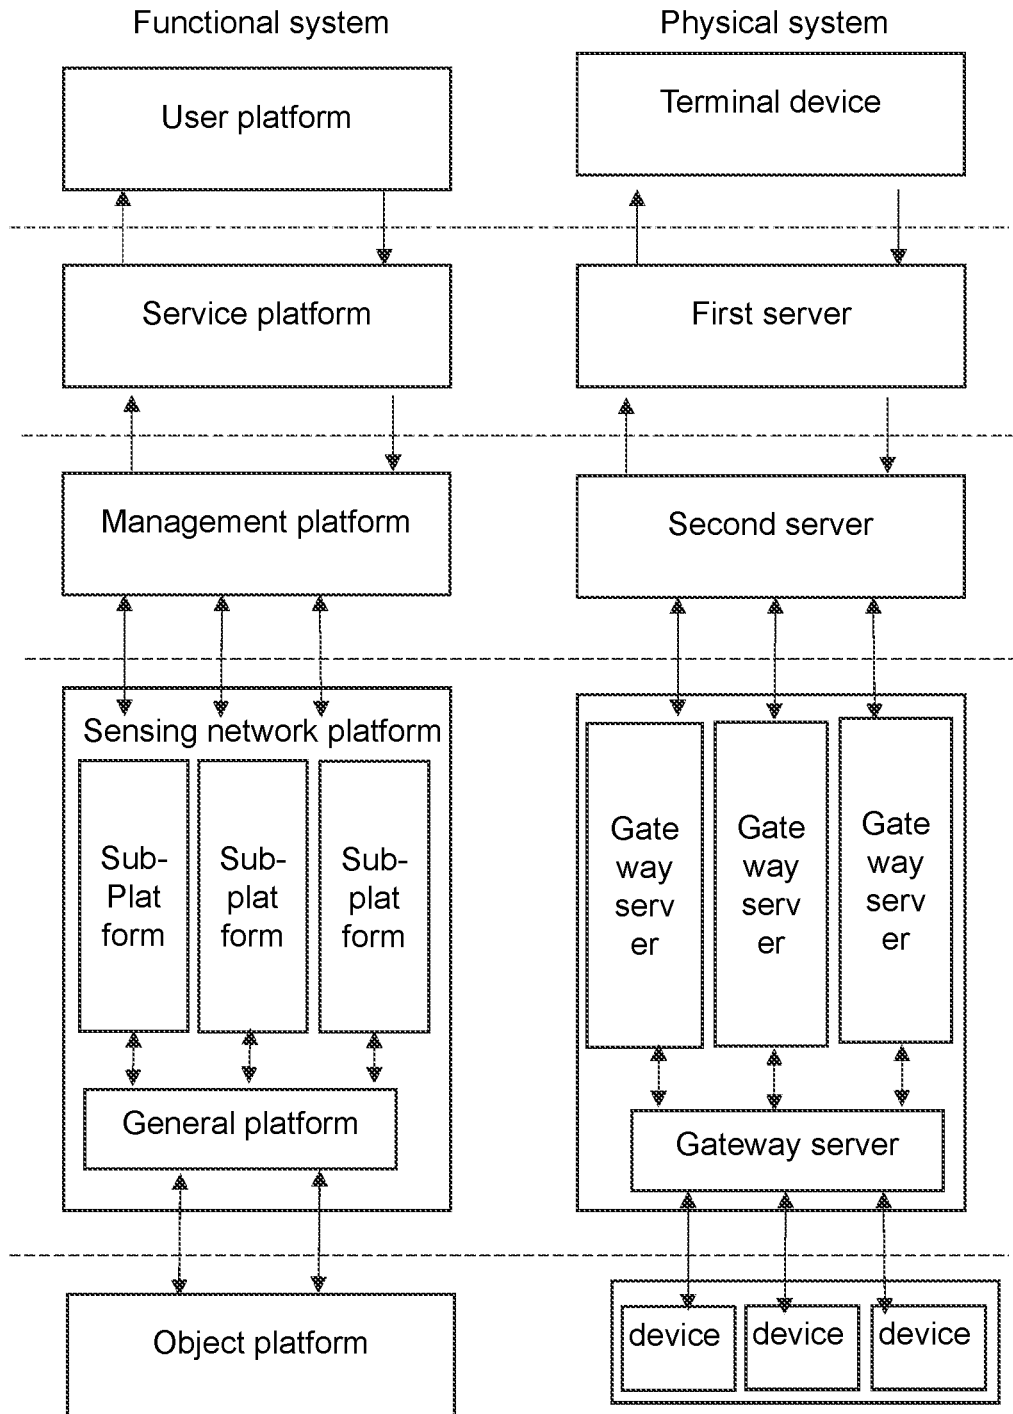 Functional system
Physical system
User platform
Terminal device
Service platform
First server
Management platform
Second server
Sensing network platform
Sub-
Plat
form
Sub-
plat
form
Sub-
plat
form
Gate
way
serv
er
Gate
way
serv
er
Gate
way
serv
er
General platform
Gateway server
Object platform
device
device
device